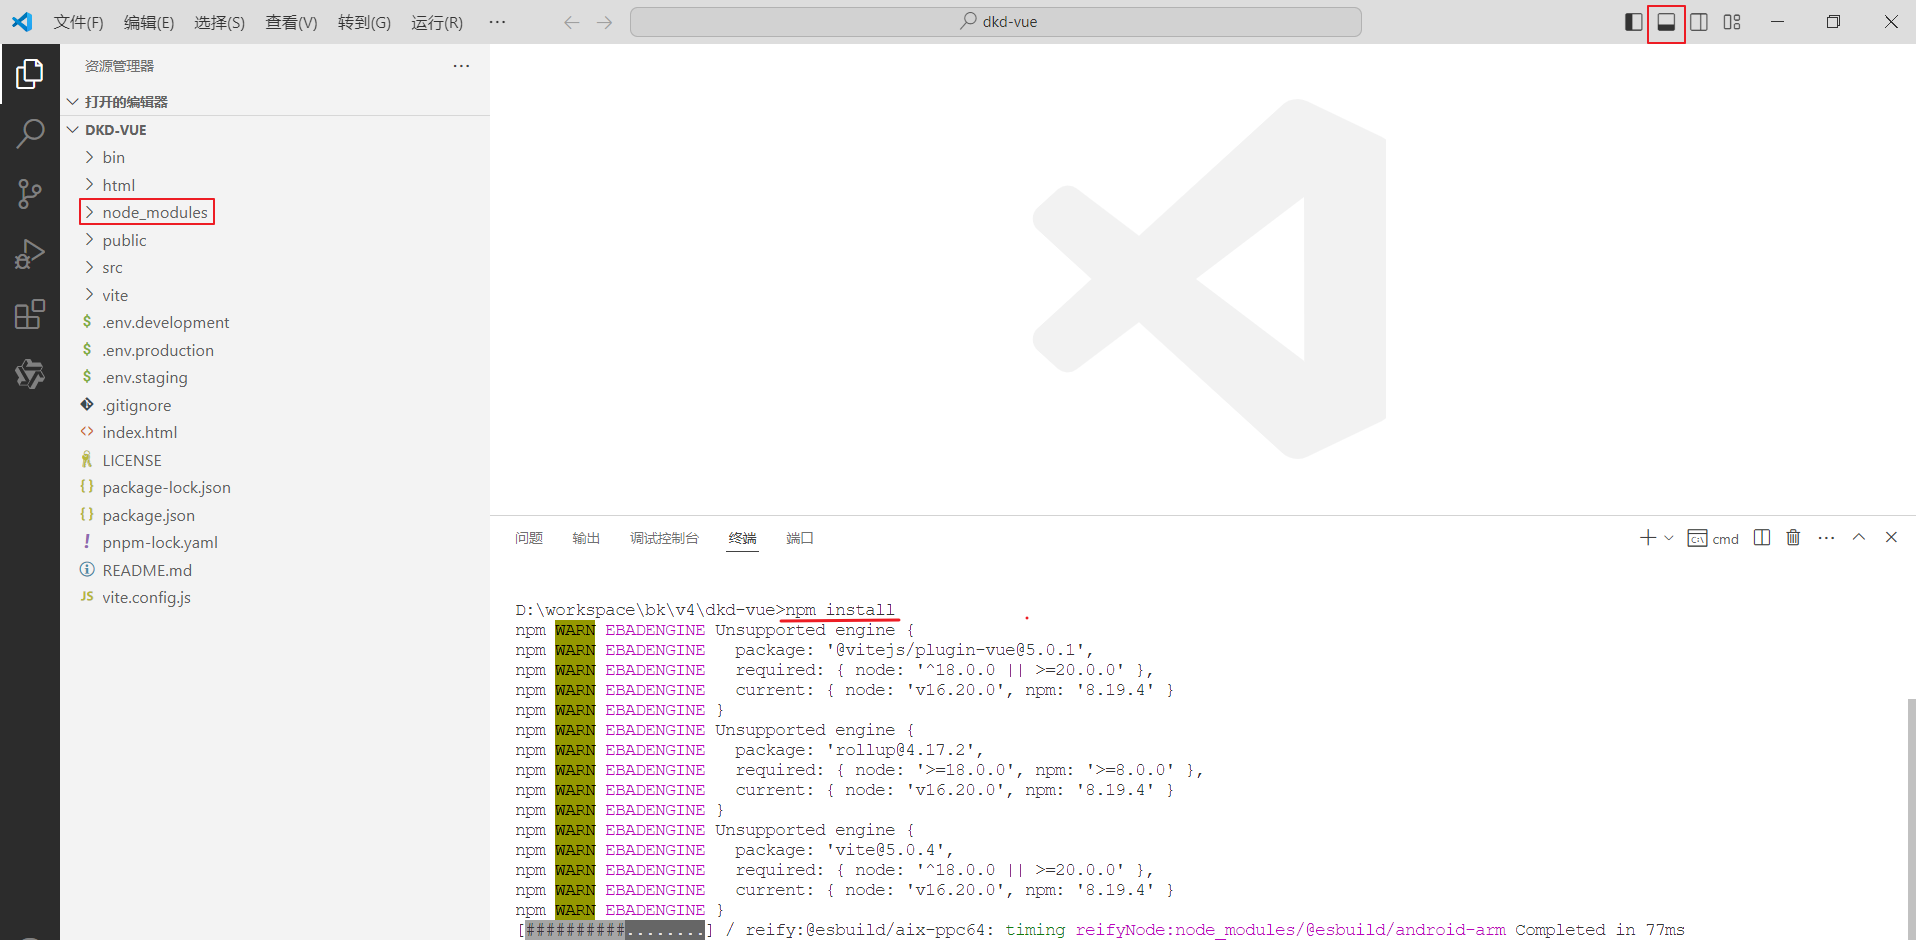 文件(F) 编辑(E) 选择(S) 查看(V) 转到(G) 运行(R) ··· dkd-vue
资源管理器 ···
打开的编辑器
DKD-VUE
bin
html
node_modules
public
src
vite
$ .env.development
$ .env.production
$ .env.staging
.gitignore
<> index.html
LICENSE
{} package-lock.json
{} package.json
! pnpm-lock.yaml
README.md
JS vite.config.js
问题 输出 调试控制台 终端 端口 cmd ···
D:\workspace\bk\v4\dkd-vue>npm install
npm WARN EBADENGINE Unsupported engine {
npm WARN EBADENGINE   package: '@vitejs/plugin-vue@5.0.1',
npm WARN EBADENGINE   required: { node: '^18.0.0 || >=20.0.0' },
npm WARN EBADENGINE   current: { node: 'v16.20.0', npm: '8.19.4' }
npm WARN EBADENGINE }
npm WARN EBADENGINE Unsupported engine {
npm WARN EBADENGINE   package: 'rollup@4.17.2',
npm WARN EBADENGINE   required: { node: '>=18.0.0', npm: '>=8.0.0' },
npm WARN EBADENGINE   current: { node: 'v16.20.0', npm: '8.19.4' }
npm WARN EBADENGINE }
npm WARN EBADENGINE Unsupported engine {
npm WARN EBADENGINE   package: 'vite@5.0.4',
npm WARN EBADENGINE   required: { node: '^18.0.0 || >=20.0.0' },
npm WARN EBADENGINE   current: { node: 'v16.20.0', npm: '8.19.4' }
npm WARN EBADENGINE }
[##########........] / reify:@esbuild/aix-ppc64: timing reifyNode:node_modules/@esbuild/android-arm Completed in 77ms